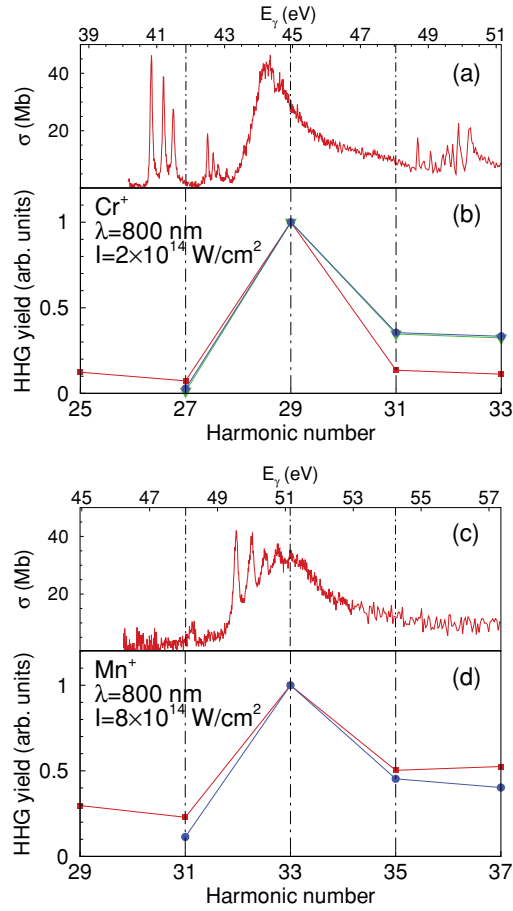 E_γ (eV)
39 41 43 45 47 49 51
(a)
σ (Mb)
40
20
(b)
Cr⁺
λ=800 nm
I=2×10¹⁴ W/cm²
HHG yield (arb. units)
1
0.5
0
25 27 29 31 33
Harmonic number
E_γ (eV)
45 47 49 51 53 55 57
(c)
σ (Mb)
40
20
(d)
Mn⁺
λ=800 nm
I=8×10¹⁴ W/cm²
HHG yield (arb. units)
1
0.5
0
29 31 33 35 37
Harmonic number